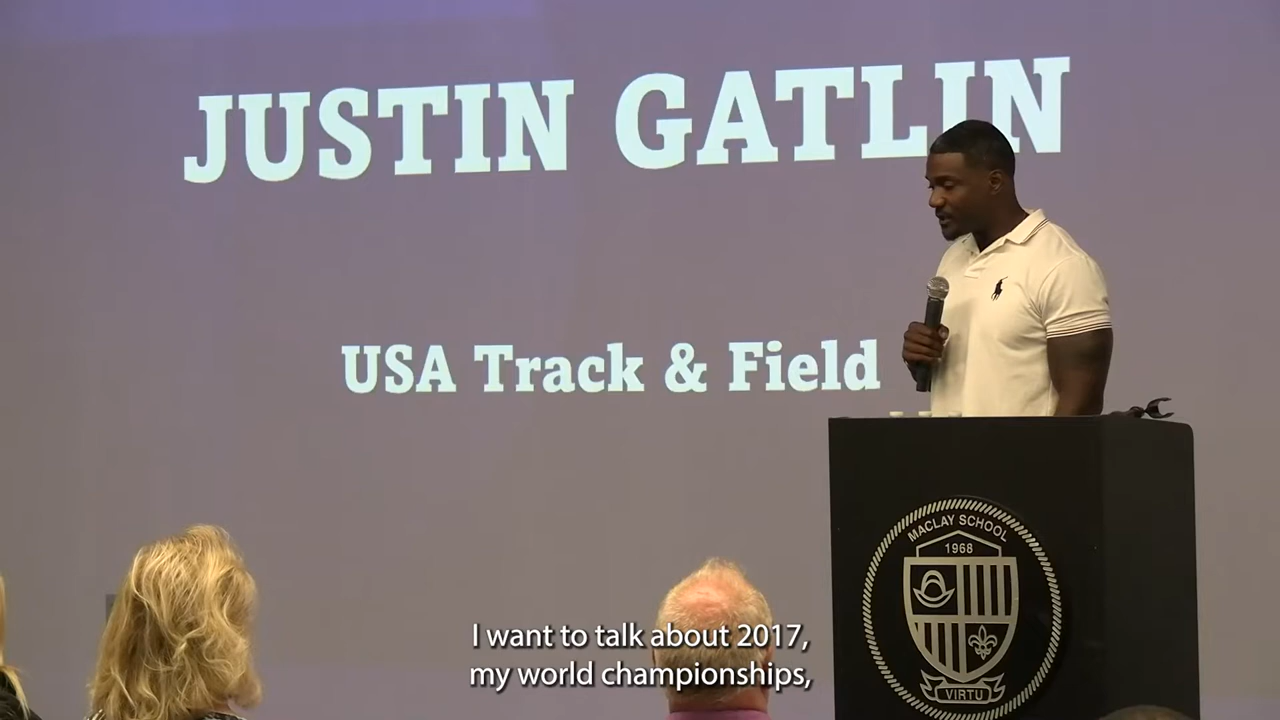 JUSTIN GATLIN
USA Track & Field
MACLAY SCHOOL
1968
VIRTU
I want to talk about 2017,
my world championships,